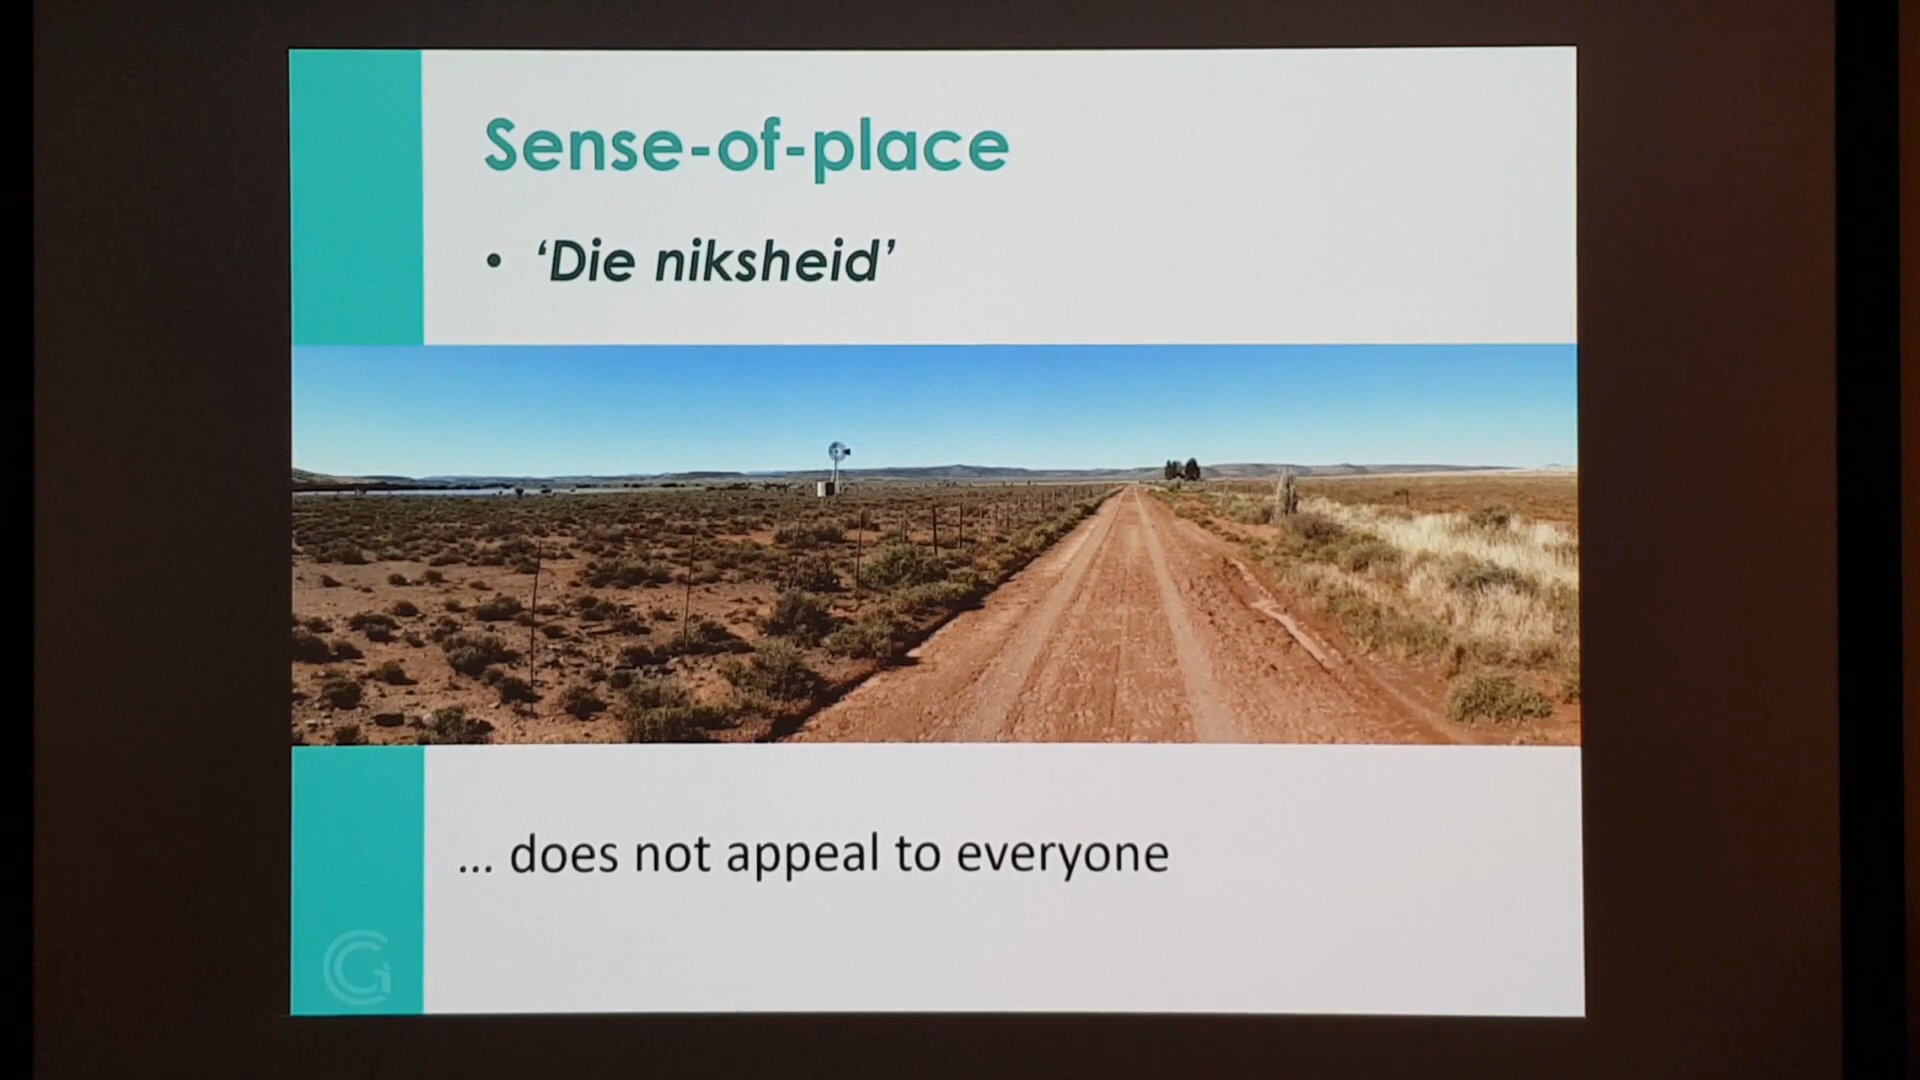 Sense-of-place
• ‘Die niksheid’
... does not appeal to everyone